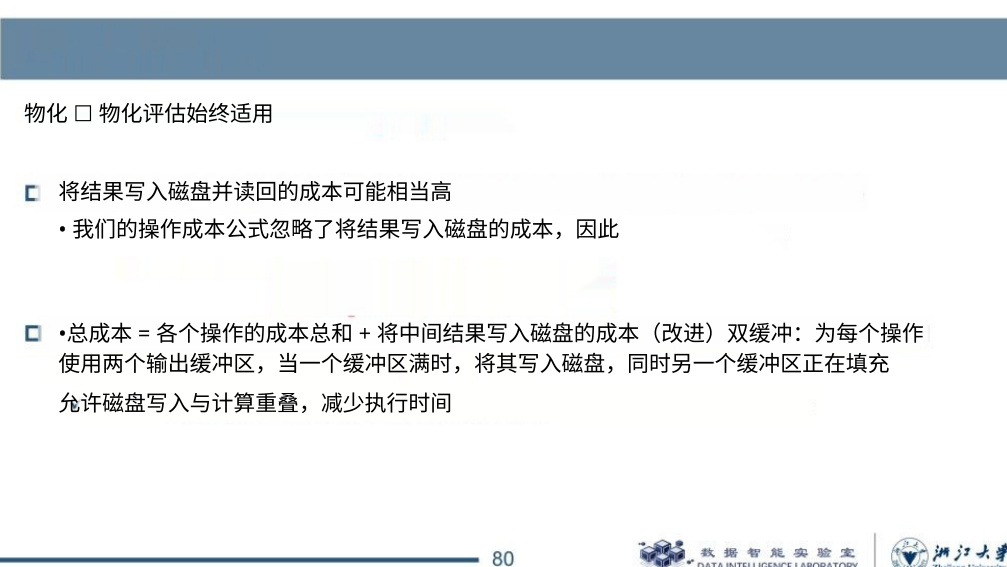 物化 □ 物化评估始终适用
将结果写入磁盘并读回的成本可能相当高
• 我们的操作成本公式忽略了将结果写入磁盘的成本，因此
•总成本 = 各个操作的成本总和 + 将中间结果写入磁盘的成本（改进）双缓冲：为每个操作
使用两个输出缓冲区，当一个缓冲区满时，将其写入磁盘，同时另一个缓冲区正在填充
允许磁盘写入与计算重叠，减少执行时间
80
数据智能实验室
DATA INTELLIGENCE LABORATORY
浙江大学
Zhejiang University